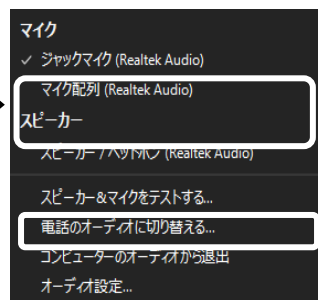 マイク
✓ ジャックマイク (Realtek Audio)
マイク配列 (Realtek Audio)
スピーカー
スピーカー / ヘッドホン (Realtek Audio)
スピーカー&マイクをテストする...
電話のオーディオに切り替える...
コンピューターのオーディオから退出
オーディオ設定...